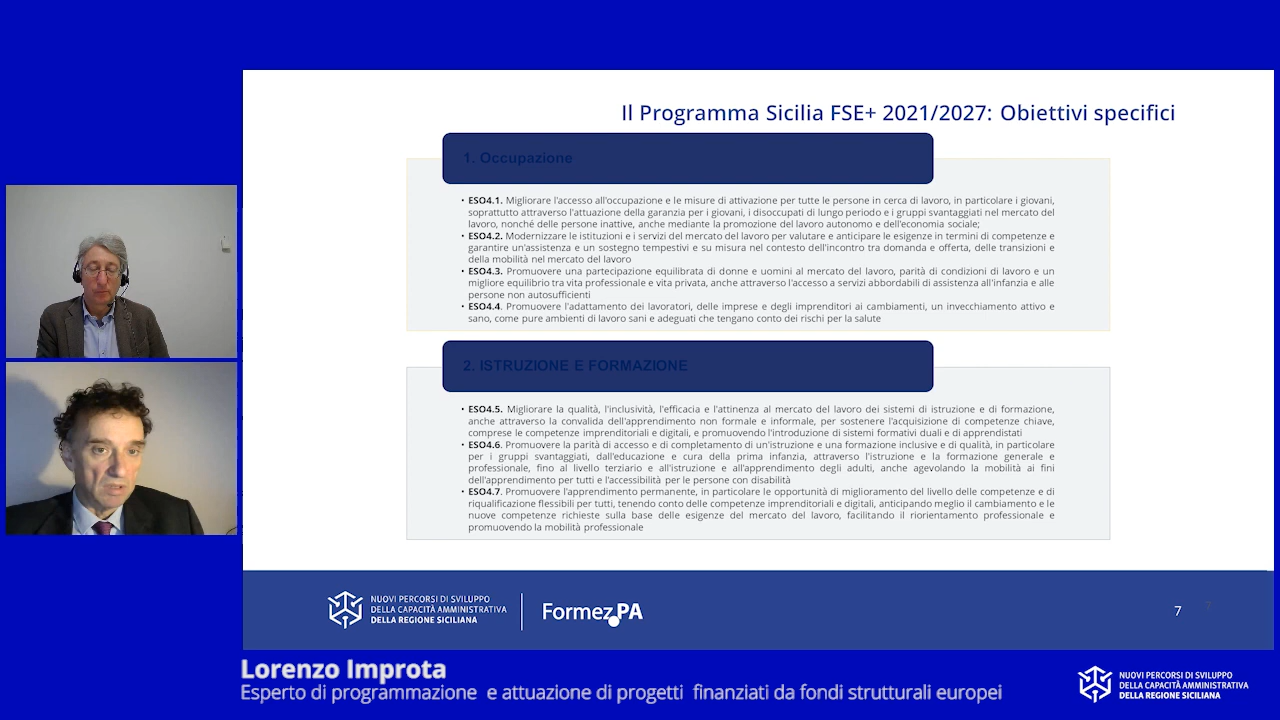 Il Programma Sicilia FSE+ 2021/2027: Obiettivi specifici
1. Occupazione
• ESO4.1. Migliorare l'accesso all'occupazione e le misure di attivazione per tutte le persone in cerca di lavoro, in particolare i giovani,
soprattutto attraverso l'attuazione della garanzia per i giovani, i disoccupati di lungo periodo e i gruppi svantaggiati nel mercato del
lavoro, nonché delle persone inattive, anche mediante la promozione del lavoro autonomo e dell'economia sociale;
• ESO4.2. Modernizzare le istituzioni e i servizi del mercato del lavoro per valutare e anticipare le esigenze in termini di competenze e
garantire un'assistenza e un sostegno tempestivi e su misura nel contesto dell'incontro tra domanda e offerta, delle transizioni e
della mobilità nel mercato del lavoro
• ESO4.3. Promuovere una partecipazione equilibrata di donne e uomini al mercato del lavoro, parità di condizioni di lavoro e un
migliore equilibrio tra vita professionale e vita privata, anche attraverso l'accesso a servizi abbordabili di assistenza all'infanzia e alle
persone non autosufficienti
• ESO4.4. Promuovere l'adattamento dei lavoratori, delle imprese e degli imprenditori ai cambiamenti, un invecchiamento attivo e
sano, come pure ambienti di lavoro sani e adeguati che tengano conto dei rischi per la salute
2. ISTRUZIONE E FORMAZIONE
• ESO4.5. Migliorare la qualità, l'inclusività, l'efficacia e l'attinenza al mercato del lavoro dei sistemi di istruzione e di formazione,
anche attraverso la convalida dell'apprendimento non formale e informale, per sostenere l'acquisizione di competenze chiave,
comprese le competenze imprenditoriali e digitali, e promuovendo l'introduzione di sistemi formativi duali e di apprendistati
• ESO4.6. Promuovere la parità di accesso e di completamento di un'istruzione e una formazione inclusive e di qualità, in particolare
per i gruppi svantaggiati, dall'educazione e cura della prima infanzia, attraverso l'istruzione e la formazione generale e
professionale, fino al livello terziario e all'istruzione e all'apprendimento degli adulti, anche agevolando la mobilità ai fini
dell'apprendimento per tutti e l'accessibilità per le persone con disabilità
• ESO4.7. Promuovere l'apprendimento permanente, in particolare le opportunità di miglioramento del livello delle competenze e di
riqualificazione flessibili per tutti, tenendo conto delle competenze imprenditoriali e digitali, anticipando meglio il cambiamento e le
nuove competenze richieste sulla base delle esigenze del mercato del lavoro, facilitando il riorientamento professionale e
promuovendo la mobilità professionale
NUOVI PERCORSI DI SVILUPPO
DELLA CAPACITÀ AMMINISTRATIVA
DELLA REGIONE SICILIANA
Formez.PA
7
7
Lorenzo Improta
Esperto di programmazione e attuazione di progetti finanziati da fondi strutturali europei
NUOVI PERCORSI DI SVILUPPO
DELLA CAPACITÀ AMMINISTRATIVA
DELLA REGIONE SICILIANA